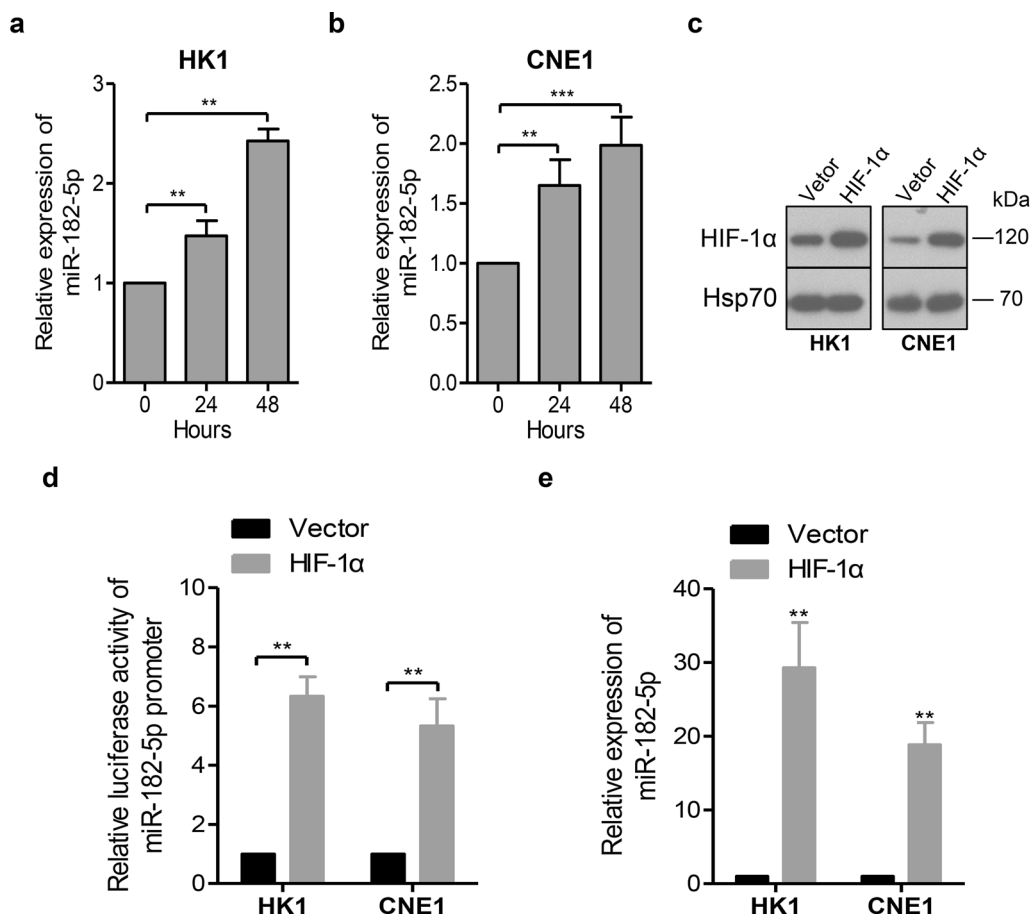 a
HK1
Relative expression of
miR-182-5p
3
2
1
0
**
**
0 24 48
Hours
b
CNE1
Relative expression of
miR-182-5p
2.5
2.0
1.5
1.0
0.5
0.0
***
**
0 24 48
Hours
c
Vetor HIF-1α Vetor HIF-1α
kDa
HIF-1α —120
Hsp70 — 70
HK1 CNE1
d
Vector
HIF-1α
Relative luciferase activity of
miR-182-5p promoter
10
8
6
4
2
0
** **
HK1 CNE1
e
Vector
HIF-1α
Relative expression of
miR-182-5p
40
30
20
10
0
** **
HK1 CNE1